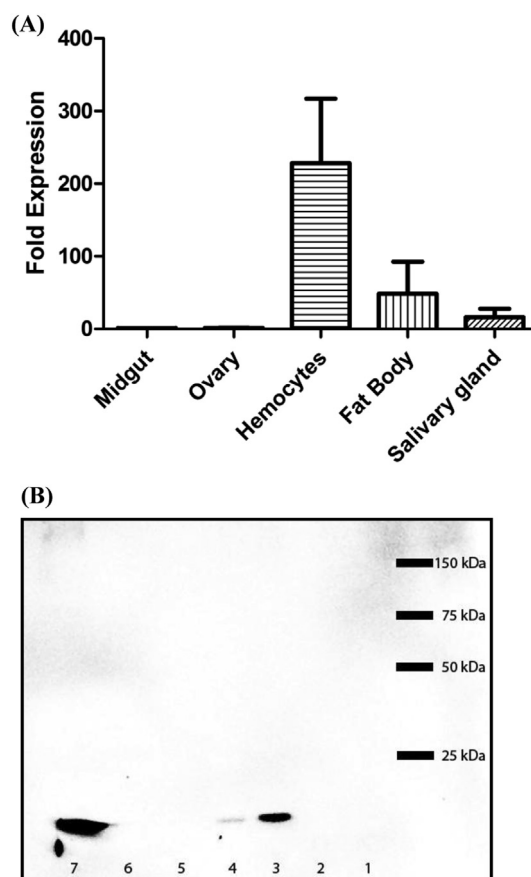 (A)
400
300
200
100
0
Fold Expression
Midgut
Ovary
Hemocytes
Fat Body
Salivary gland
(B)
150 kDa
75 kDa
50 kDa
25 kDa
7 6 5 4 3 2 1